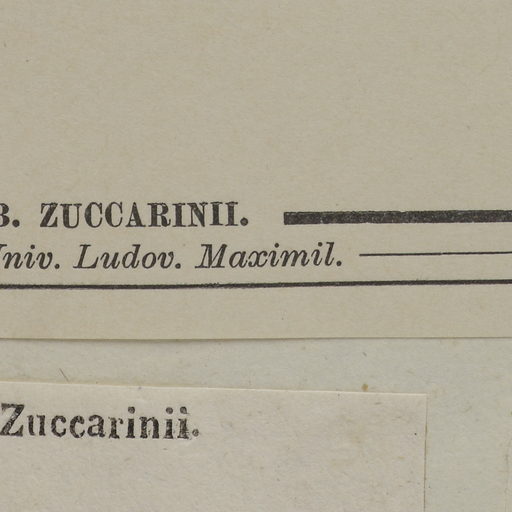 B. ZUCCARINII.
Univ. Ludov. Maximil.
Zuccarinii.